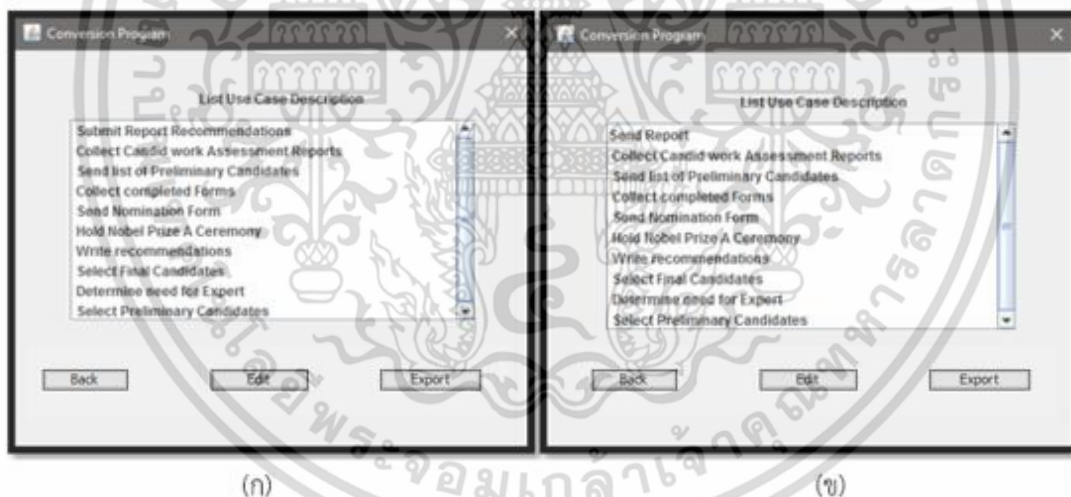 Conversion Program
List Use Case Description
Submit Report Recommendations
Collect Candid work Assessment Reports
Send list of Preliminary Candidates
Collect completed Forms
Send Nomination Form
Hold Nobel Prize A Ceremony
Write recommendations
Select Final Candidates
Determine need for Expert
Select Preliminary Candidates
Back
Edit
Export
(ก)
Conversion Program
List Use Case Description
Send Report
Collect Candid work Assessment Reports
Send list of Preliminary Candidates
Collect completed Forms
Send Nomination Form
Hold Nobel Prize A Ceremony
Write recommendations
Select Final Candidates
Determine need for Expert
Select Preliminary Candidates
Back
Edit
Export
(ข)